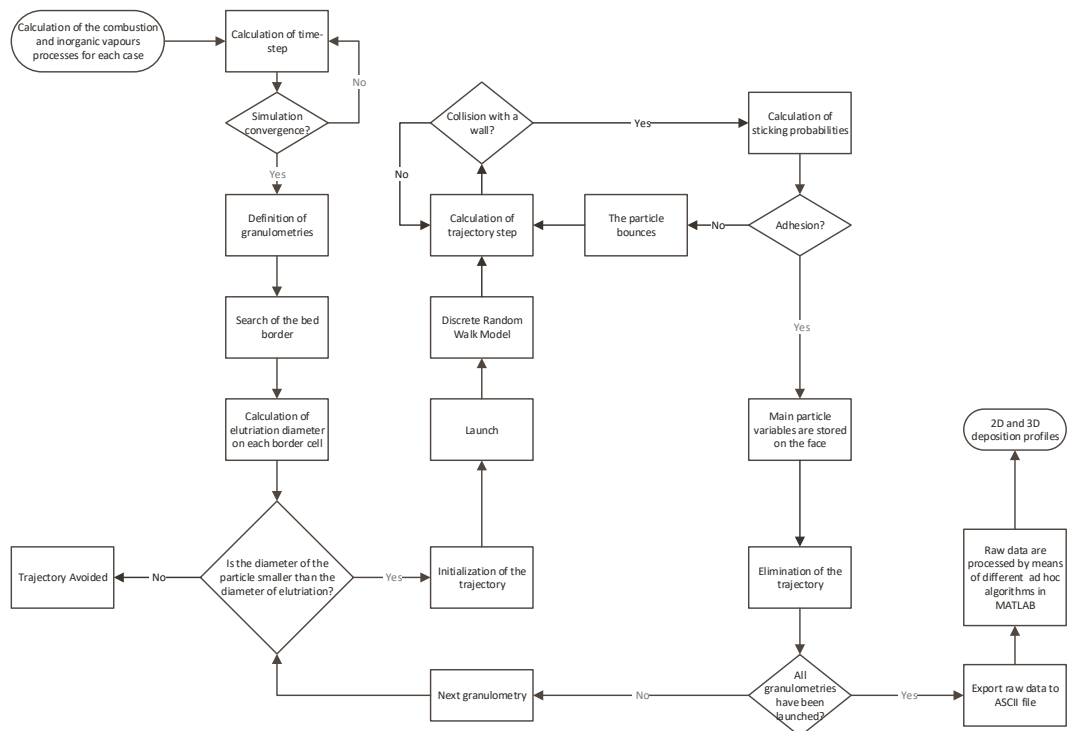 Calculation of the combustion
and inorganic vapours
processes for each case
Calculation of time-
step
No
Simulation
convergence?
Yes
Definition of
granulometries
Search of the bed
border
Calculation of
elutriation diameter
on each border cell
Is the diameter of the
particle smaller than the
diameter of elutriation?
No
Trajectory Avoided
Yes
Initialization of the
trajectory
Launch
Discrete Random
Walk Model
Calculation of
trajectory step
Collision with a
wall?
No
Yes
Calculation of
sticking probabilities
Adhesion?
No
The particle
bounces
Yes
Main particle
variables are stored
on the face
Elimination of the
trajectory
All
granulometries
have been
launched?
No
Next granulometry
Yes
Export raw data to
ASCII file
Raw data are
processed by means
of different ad hoc
algorithms in
MATLAB
2D and 3D
deposition profiles